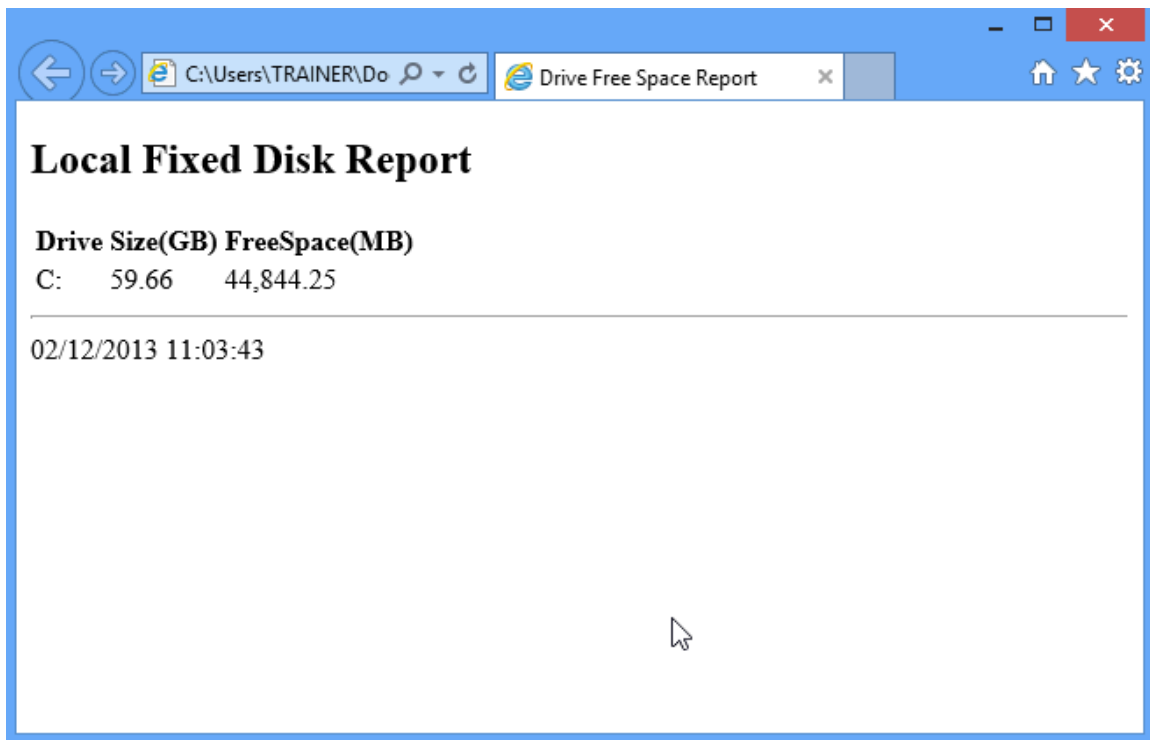 C:\Users\TRAINER\Do
Drive Free Space Report
Local Fixed Disk Report
Drive Size(GB) FreeSpace(MB)
C: 59.66 44,844.25
02/12/2013 11:03:43